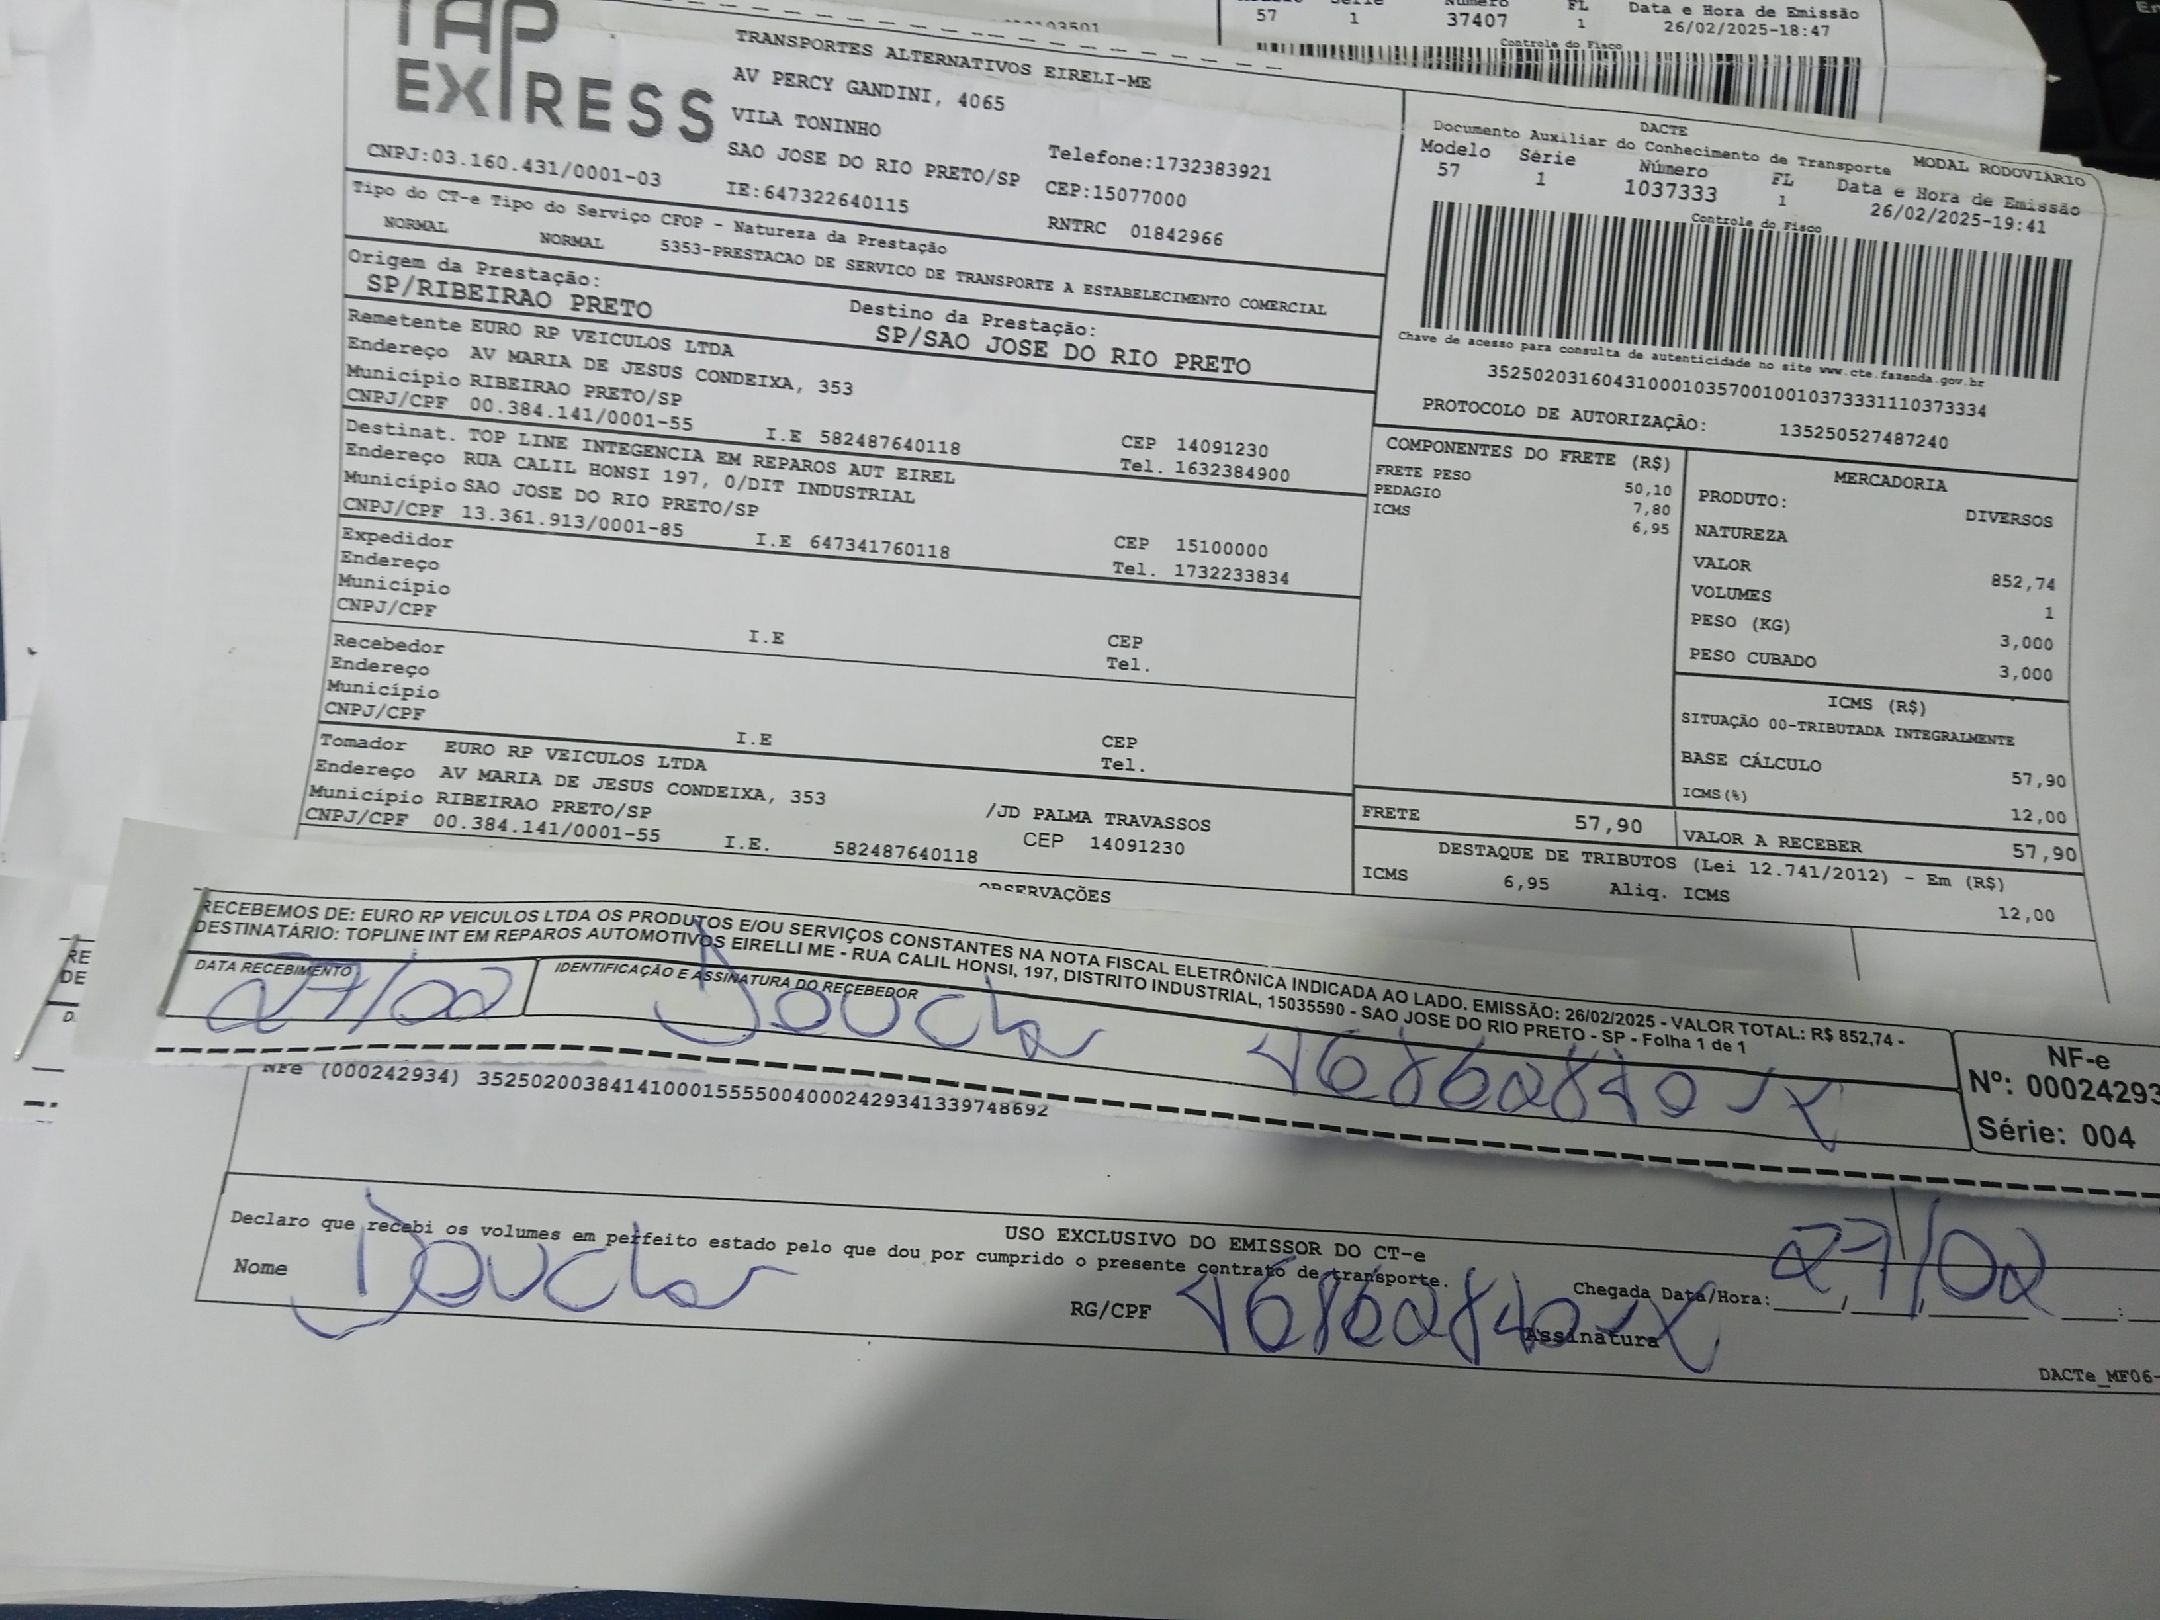 57 1 37407 1 26/02/2025-18:47
Data e Hora de Emissão
Controle do Fisco
TAP
EXPRESS
TRANSPORTES ALTERNATIVOS EIRELI-ME
AV PERCY GANDINI, 4065
VILA TONINHO
SAO JOSE DO RIO PRETO/SP
Telefone:1732383921
CNPJ:03.160.431/0001-03
IE:647322640115
CEP:15077000
RNTRC 01842966
DACTE
Documento Auxiliar do Conhecimento de Transporte
MODAL RODOVIÁRIO
Modelo Série Número FL Data e Hora de Emissão
57 1 1037333 1 26/02/2025-19:41
Controle do Fisco
Chave de acesso para consulta de autenticidade no site www.cte.fazenda.gov.br
35250203160431000103570010010373331110373334
PROTOCOLO DE AUTORIZAÇÃO: 135250527487240
Tipo do CT-e Tipo do Serviço CFOP - Natureza da Prestação
NORMAL NORMAL 5353-PRESTACAO DE SERVICO DE TRANSPORTE A ESTABELECIMENTO COMERCIAL
Origem da Prestação:
SP/RIBEIRAO PRETO
Destino da Prestação:
SP/SAO JOSE DO RIO PRETO
Remetente EURO RP VEICULOS LTDA
Endereço AV MARIA DE JESUS CONDEIXA, 353
Município RIBEIRAO PRETO/SP CEP 14091230
CNPJ/CPF 00.384.141/0001-55 I.E 582487640118 Tel. 1632384900
Destinat. TOP LINE INTEGENCIA EM REPAROS AUT EIREL
Endereço RUA CALIL HONSI 197, 0/DIT INDUSTRIAL
Município SAO JOSE DO RIO PRETO/SP CEP 15100000
CNPJ/CPF 13.361.913/0001-85 I.E 647341760118 Tel. 1732233834
Expedidor
Endereço
Município CEP
CNPJ/CPF I.E Tel.
Recebedor
Endereço
Município CEP
CNPJ/CPF I.E Tel.
Tomador EURO RP VEICULOS LTDA
Endereço AV MARIA DE JESUS CONDEIXA, 353 /JD PALMA TRAVASSOS
Município RIBEIRAO PRETO/SP CEP 14091230
CNPJ/CPF 00.384.141/0001-55 I.E. 582487640118
COMPONENTES DO FRETE (R$)
FRETE PESO 50,10
PEDAGIO 7,80
ICMS 6,95
MERCADORIA
PRODUTO: DIVERSOS
NATUREZA
VALOR 852,74
VOLUMES 1
PESO (KG) 3,000
PESO CUBADO 3,000
ICMS (R$)
SITUAÇÃO 00-TRIBUTADA INTEGRALMENTE
BASE CÁLCULO 57,90
ICMS(%) 12,00
FRETE 57,90 VALOR A RECEBER 57,90
DESTAQUE DE TRIBUTOS (Lei 12.741/2012) - Em (R$)
ICMS 6,95 Aliq. ICMS 12,00
OBSERVAÇÕES
RECEBEMOS DE: EURO RP VEICULOS LTDA OS PRODUTOS E/OU SERVIÇOS CONSTANTES NA NOTA FISCAL ELETRÔNICA INDICADA AO LADO. EMISSÃO: 26/02/2025 - VALOR TOTAL: R$ 852,74 -
DESTINATÁRIO: TOPLINE INT EM REPAROS AUTOMOTIVOS EIRELLI ME - RUA CALIL HONSI, 197, DISTRITO INDUSTRIAL, 15035590 - SAO JOSE DO RIO PRETO - SP - Folha 1 de 1
DATA RECEBIMENTO
27/02
IDENTIFICAÇÃO E ASSINATURA DO RECEBEDOR
NF-e
Nº: 00024293
Série: 004
NFe (000242934) 35250200384141000155550040002429341339748692
USO EXCLUSIVO DO EMISSOR DO CT-e
Declaro que recebi os volumes em perfeito estado pelo que dou por cumprido o presente contrato de transporte.
Nome
RG/CPF
Chegada Data/Hora: 27/02
Assinatura
DACTe_MF06-
RE
DE
D